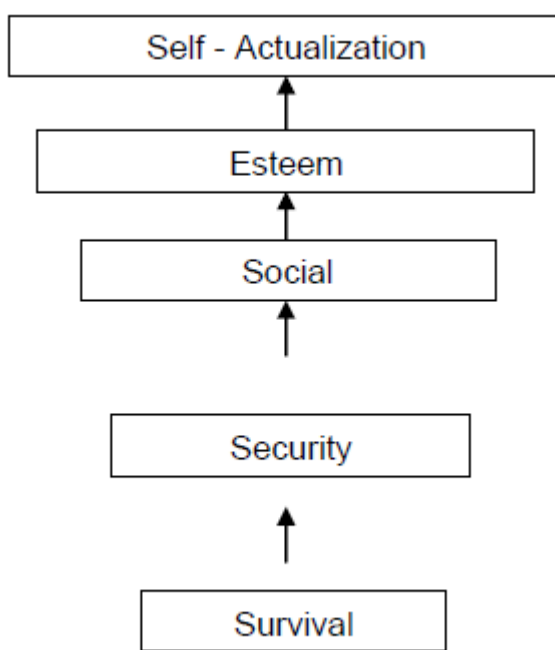 Self - Actualization
Esteem
Social
Security
Survival